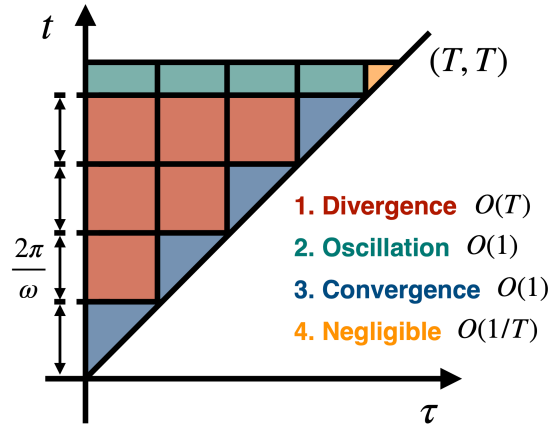 t
(T, T)
1. Divergence O(T)
2. Oscillation O(1)
2π
ω
3. Convergence O(1)
4. Negligible O(1/T)
τ